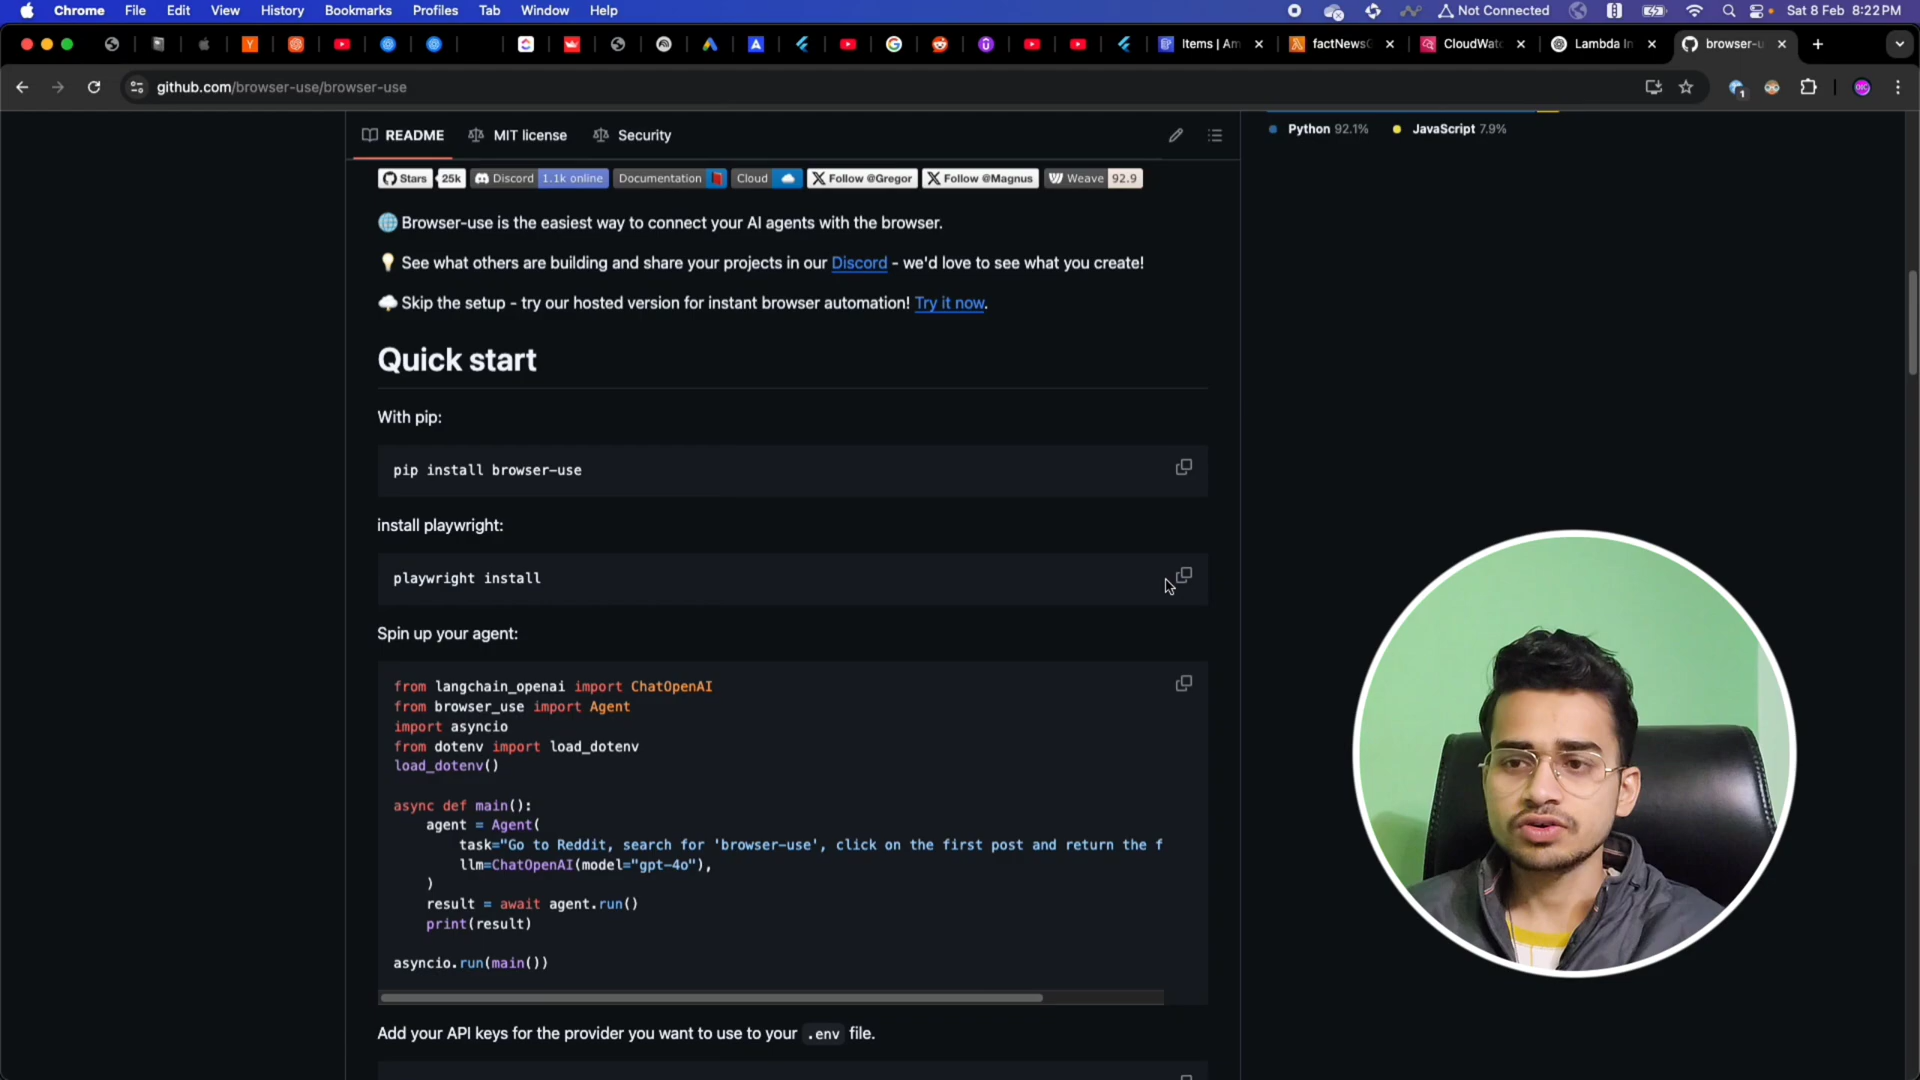 Chrome File Edit View History Bookmarks Profiles Tab Window Help Not Connected Sat 8 Feb 8:22 PM
Items | Am factNewsG CloudWatc Lambda In browser-u
github.com/browser-use/browser-use
README MIT license Security
Python 92.1% JavaScript 7.9%
Stars 25k Discord 1.1k online Documentation Cloud Follow @Gregor Follow @Magnus Weave 92.9
Browser-use is the easiest way to connect your AI agents with the browser.
See what others are building and share your projects in our Discord - we'd love to see what you create!
Skip the setup - try our hosted version for instant browser automation! Try it now.
Quick start
With pip:
pip install browser-use
install playwright:
playwright install
Spin up your agent:
from langchain_openai import ChatOpenAI
from browser_use import Agent
import asyncio
from dotenv import load_dotenv
load_dotenv()
async def main():
agent = Agent(
task="Go to Reddit, search for 'browser-use', click on the first post and return the f
llm=ChatOpenAI(model="gpt-4o"),
)
result = await agent.run()
print(result)
asyncio.run(main())
Add your API keys for the provider you want to use to your .env file.